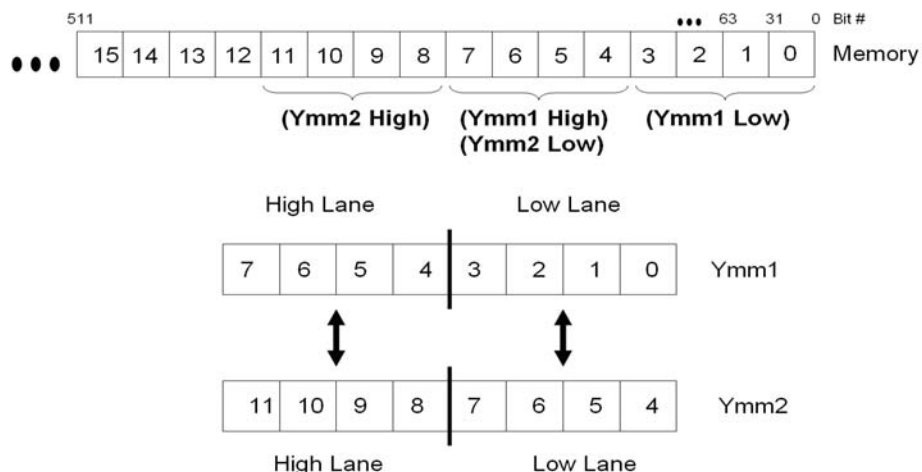 511 ••• 63 31 0 Bit #
••• 15 14 13 12 11 10 9 8 7 6 5 4 3 2 1 0 Memory
(Ymm2 High) (Ymm1 High) (Ymm1 Low)
(Ymm2 Low)
High Lane Low Lane
7 6 5 4 3 2 1 0 Ymm1
11 10 9 8 7 6 5 4 Ymm2
High Lane Low Lane